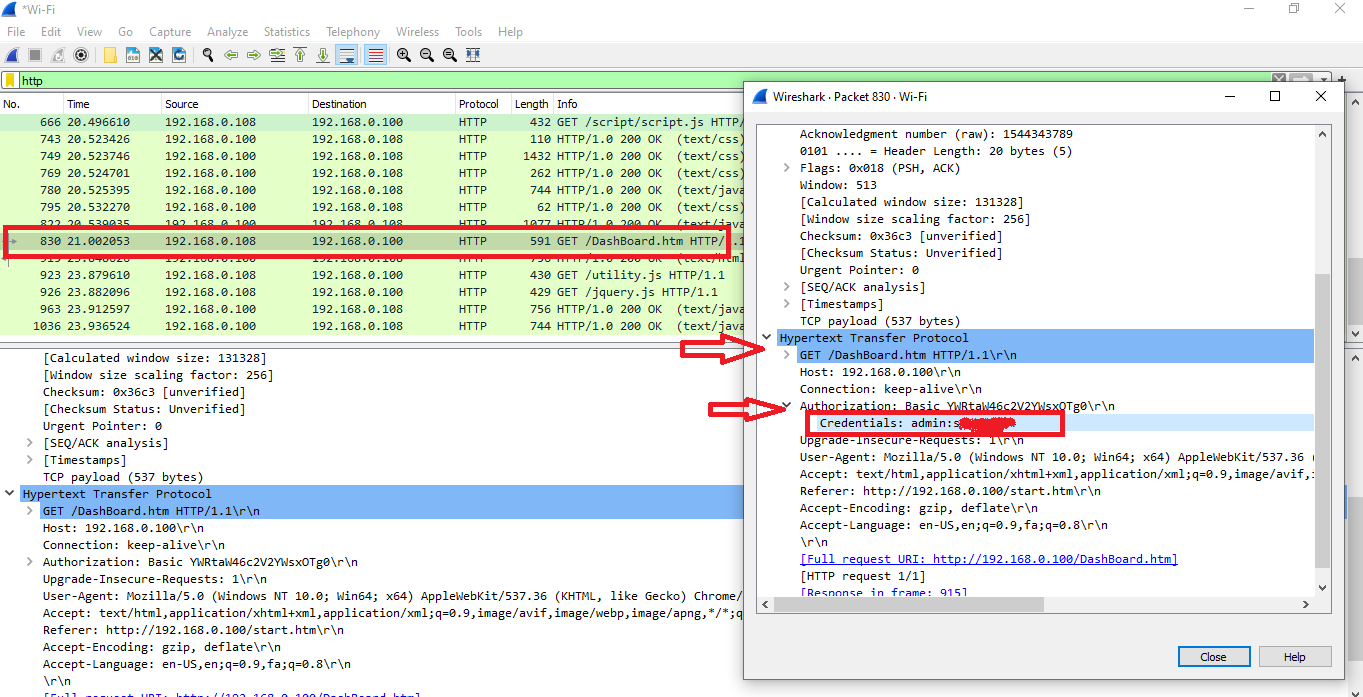 *Wi-Fi
File Edit View Go Capture Analyze Statistics Telephony Wireless Tools Help
http
No. Time Source Destination Protocol Length Info
666 20.496610 192.168.0.108 192.168.0.100 HTTP 432 GET /script/script.js HTTP/
743 20.523426 192.168.0.100 192.168.0.108 HTTP 110 HTTP/1.0 200 OK (text/css)
749 20.523746 192.168.0.100 192.168.0.108 HTTP 1432 HTTP/1.0 200 OK (text/css)
769 20.524701 192.168.0.100 192.168.0.108 HTTP 262 HTTP/1.0 200 OK (text/css)
780 20.525395 192.168.0.100 192.168.0.108 HTTP 744 HTTP/1.0 200 OK (text/java
795 20.532270 192.168.0.100 192.168.0.108 HTTP 62 HTTP/1.0 200 OK (text/css)
822 20.539035 192.168.0.100 192.168.0.108 HTTP 1077 HTTP/1.0 200 OK (text/java
830 21.002053 192.168.0.108 192.168.0.100 HTTP 591 GET /DashBoard.htm HTTP/1.1
200 OK (text/html
923 23.879610 192.168.0.108 192.168.0.100 HTTP 430 GET /utility.js HTTP/1.1
926 23.882096 192.168.0.108 192.168.0.100 HTTP 429 GET /jquery.js HTTP/1.1
963 23.912597 192.168.0.100 192.168.0.108 HTTP 756 HTTP/1.0 200 OK (text/java
1036 23.936524 192.168.0.100 192.168.0.108 HTTP 744 HTTP/1.0 200 OK (text/java
[Calculated window size: 131328]
[Window size scaling factor: 256]
Checksum: 0x36c3 [unverified]
[Checksum Status: Unverified]
Urgent Pointer: 0
[SEQ/ACK analysis]
[Timestamps]
TCP payload (537 bytes)
Hypertext Transfer Protocol
GET /DashBoard.htm HTTP/1.1\r\n
Host: 192.168.0.100\r\n
Connection: keep-alive\r\n
Authorization: Basic YWRtaW46c2V2YWsxOTg0\r\n
Upgrade-Insecure-Requests: 1\r\n
User-Agent: Mozilla/5.0 (Windows NT 10.0; Win64; x64) AppleWebKit/537.36 (KHTML, like Gecko) Chrome/
Accept: text/html,application/xhtml+xml,application/xml;q=0.9,image/avif,image/webp,image/apng,*/*;q
Referer: http://192.168.0.100/start.htm\r\n
Accept-Encoding: gzip, deflate\r\n
Accept-Language: en-US,en;q=0.9,fa;q=0.8\r\n
\r\n
[Full request URI: http://192.168.0.100/DashBoard.htm]
Wireshark · Packet 830 · Wi-Fi
Acknowledgment number (raw): 1544343789
0101 .... = Header Length: 20 bytes (5)
Flags: 0x018 (PSH, ACK)
Window: 513
[Calculated window size: 131328]
[Window size scaling factor: 256]
Checksum: 0x36c3 [unverified]
[Checksum Status: Unverified]
Urgent Pointer: 0
[SEQ/ACK analysis]
[Timestamps]
TCP payload (537 bytes)
Hypertext Transfer Protocol
GET /DashBoard.htm HTTP/1.1\r\n
Host: 192.168.0.100\r\n
Connection: keep-alive\r\n
Authorization: Basic YWRtaW46c2V2YWsxOTg0\r\n
Credentials: admin:s
Upgrade-Insecure-Requests: 1\r\n
User-Agent: Mozilla/5.0 (Windows NT 10.0; Win64; x64) AppleWebKit/537.36 (
Accept: text/html,application/xhtml+xml,application/xml;q=0.9,image/avif,i
Referer: http://192.168.0.100/start.htm\r\n
Accept-Encoding: gzip, deflate\r\n
Accept-Language: en-US,en;q=0.9,fa;q=0.8\r\n
\r\n
[Full request URI: http://192.168.0.100/DashBoard.htm]
[HTTP request 1/1]
[Response in frame: 915]
Close Help